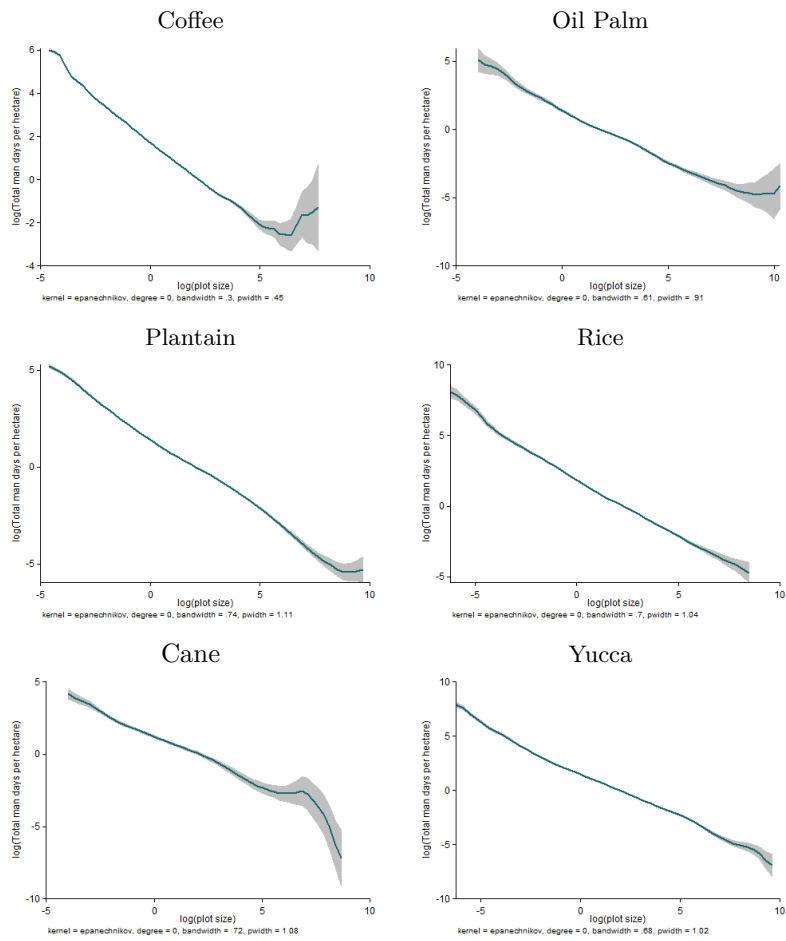 Coffee
6
4
2
0
-2
-4
-5
0
5
10
log(Total man days per hectare)
log(plot size)
kernel = epanechnikov, degree = 0, bandwidth = .3, pwidth = .45
Oil Palm
5
0
-5
-10
-5
0
5
10
log(Total man days per hectare)
log(plot size)
kernel = epanechnikov, degree = 0, bandwidth = .61, pwidth = .91
Plantain
5
0
-5
-5
0
5
10
log(Total man days per hectare)
log(plot size)
kernel = epanechnikov, degree = 0, bandwidth = .74, pwidth = 1.11
Rice
10
5
0
-5
-5
0
5
10
log(Total man days per hectare)
log(plot size)
kernel = epanechnikov, degree = 0, bandwidth = .7, pwidth = 1.04
Cane
5
0
-5
-10
-5
0
5
10
log(Total man days per hectare)
log(plot size)
kernel = epanechnikov, degree = 0, bandwidth = .72, pwidth = 1.08
Yucca
10
5
0
-5
-10
-5
0
5
10
log(Total man days per hectare)
log(plot size)
kernel = epanechnikov, degree = 0, bandwidth = .68, pwidth = 1.02